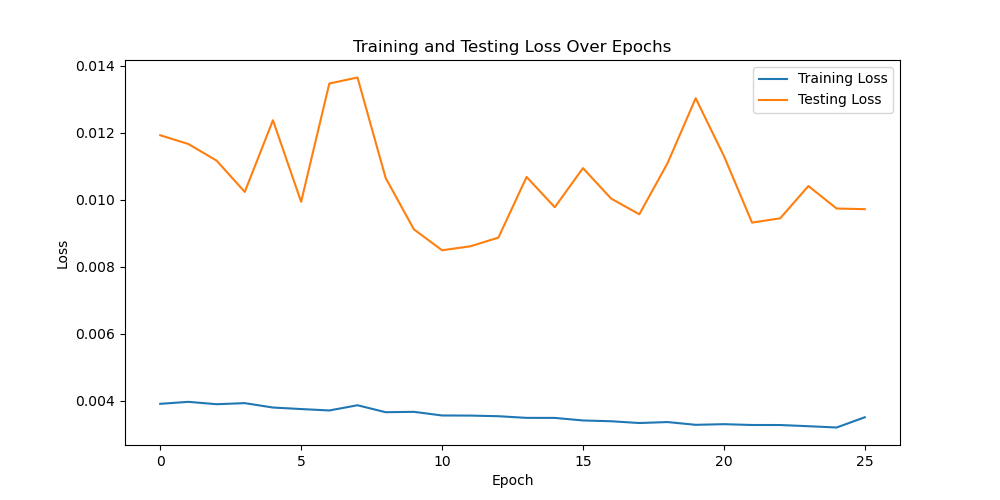 Training and Testing Loss Over Epochs
Training Loss
Testing Loss
Loss
0.014
0.012
0.010
0.008
0.006
0.004
0 5 10 15 20 25
Epoch